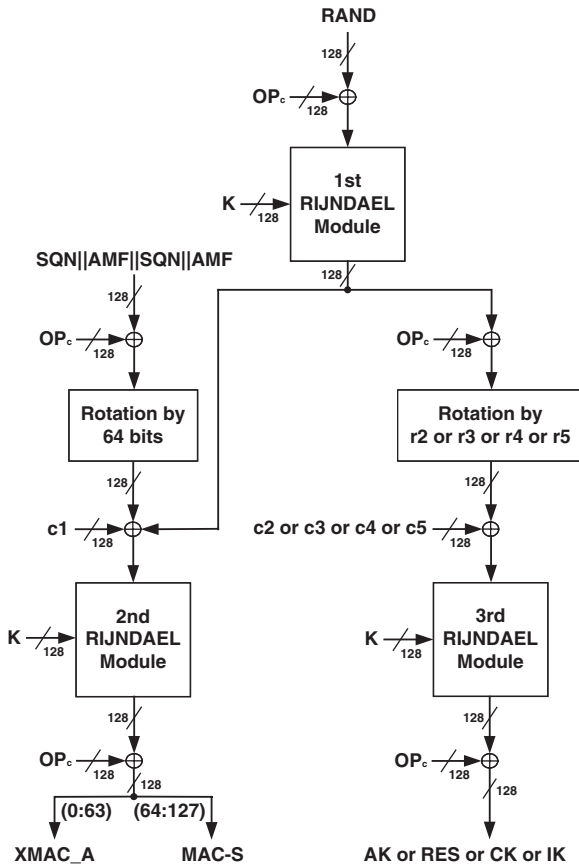 RAND
128
OPc
128
1st
RIJNDAEL
Module
K
128
128
SQN||AMF||SQN||AMF
128
OPc
128
OPc
128
Rotation by
64 bits
Rotation by
r2 or r3 or r4 or r5
128
128
c1
128
c2 or c3 or c4 or c5
128
2nd
RIJNDAEL
Module
K
128
3rd
RIJNDAEL
Module
K
128
128
128
OPc
128
OPc
128
128
128
(0:63)
(64:127)
XMAC_A
MAC-S
AK or RES or CK or IK